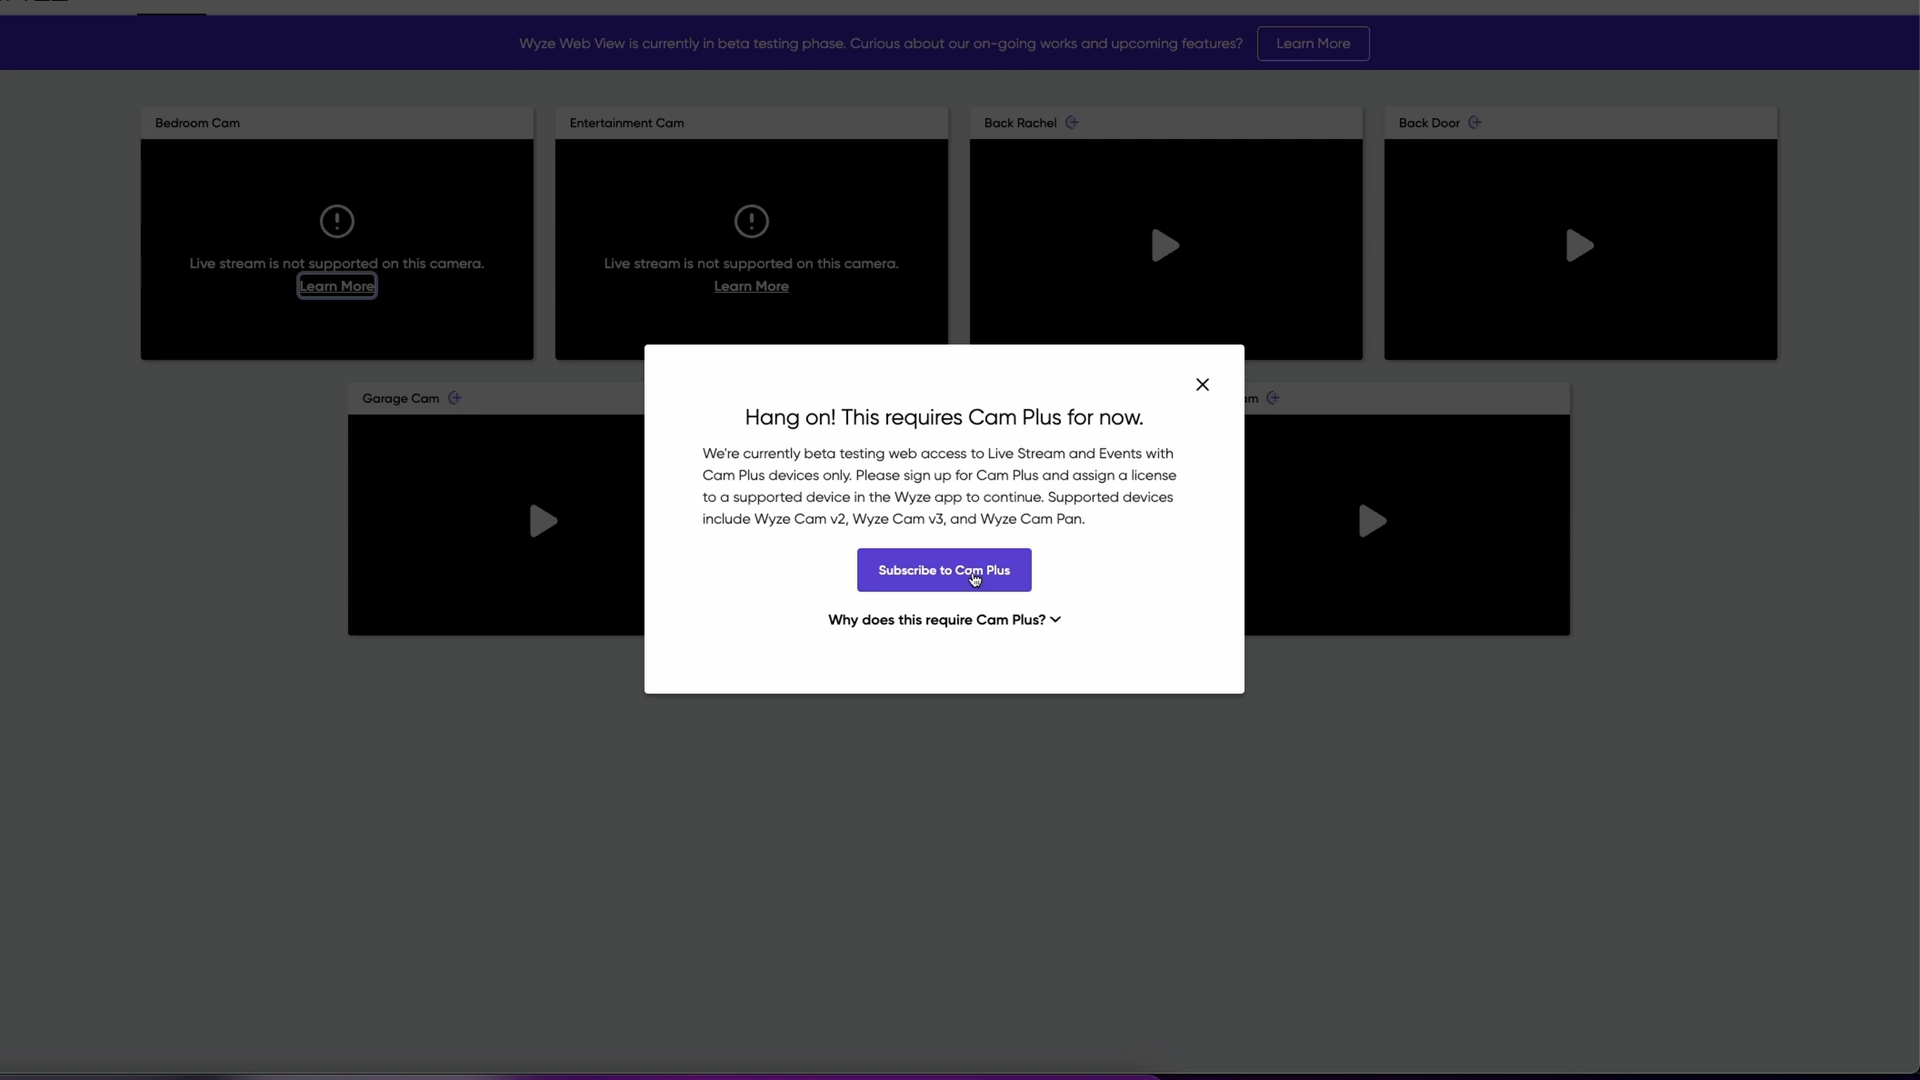 Wyze Web View is currently in beta testing phase. Curious about our on-going works and upcoming features?
Learn More
Bedroom Cam
Entertainment Cam
Back Rachel
Back Door
Live stream is not supported on this camera.
Learn More
Live stream is not supported on this camera.
Learn More
Garage Cam
Hang on! This requires Cam Plus for now.
We're currently beta testing web access to Live Stream and Events with
Cam Plus devices only. Please sign up for Cam Plus and assign a license
to a supported device in the Wyze app to continue. Supported devices
include Wyze Cam v2, Wyze Cam v3, and Wyze Cam Pan.
Subscribe to Cam Plus
Why does this require Cam Plus?